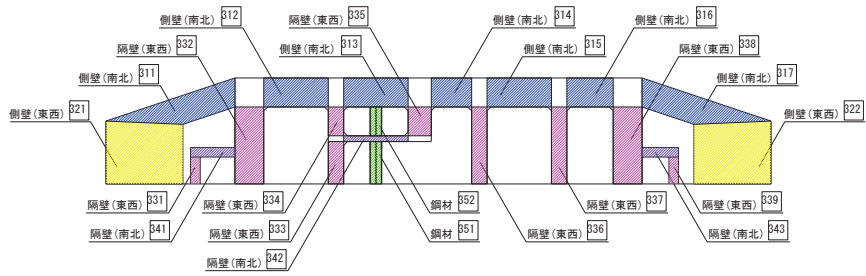 側壁(南北) 312
隔壁(東西) 335
側壁(南北) 314
側壁(南北) 316
隔壁(東西) 332
側壁(南北) 313
側壁(南北) 315
隔壁(東西) 338
側壁(南北) 311
側壁(南北) 317
側壁(東西) 321
側壁(東西) 322
隔壁(東西) 331
隔壁(東西) 334
鋼材 352
隔壁(東西) 337
隔壁(東西) 339
隔壁(南北) 341
隔壁(東西) 333
鋼材 351
隔壁(東西) 336
隔壁(南北) 343
隔壁(南北) 342